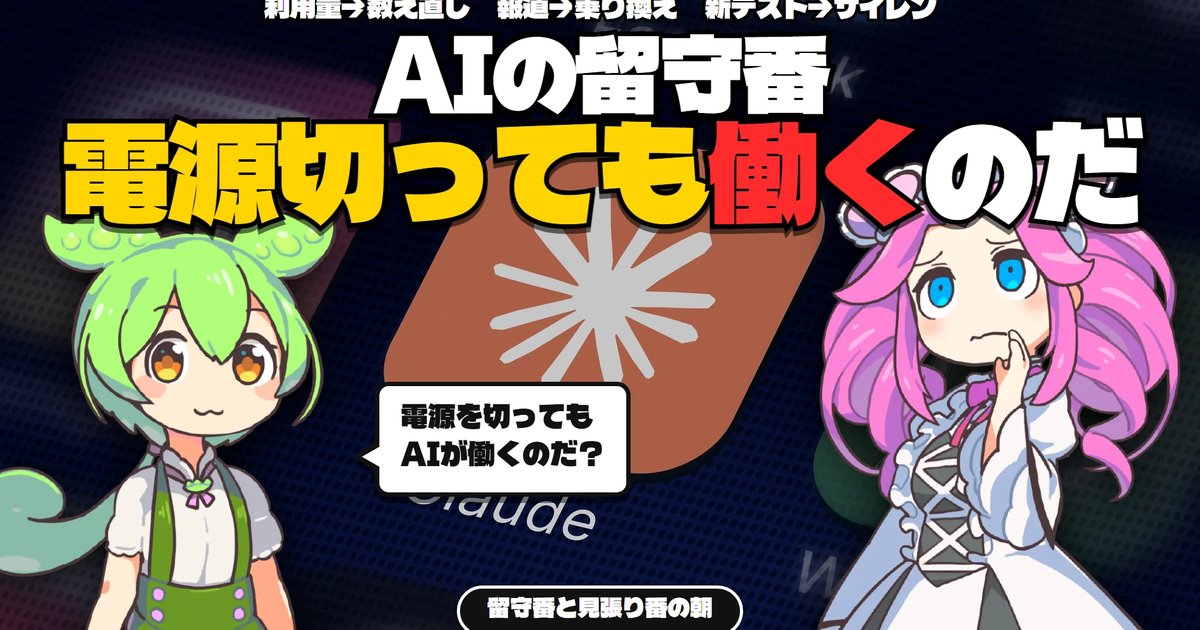 利用量→数え直し 報道→乗り換え 新テスト→サイレン
AIの留守番
電源切っても働くのだ
電源を切っても
AIが働くのだ?
Claude
留守番と見張り番の朝